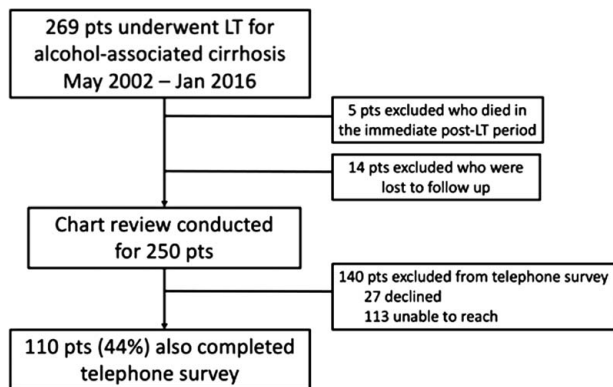 269 pts underwent LT for
alcohol-associated cirrhosis
May 2002 – Jan 2016
5 pts excluded who died in
the immediate post-LT period
14 pts excluded who were
lost to follow up
Chart review conducted
for 250 pts
140 pts excluded from telephone survey
27 declined
113 unable to reach
110 pts (44%) also completed
telephone survey